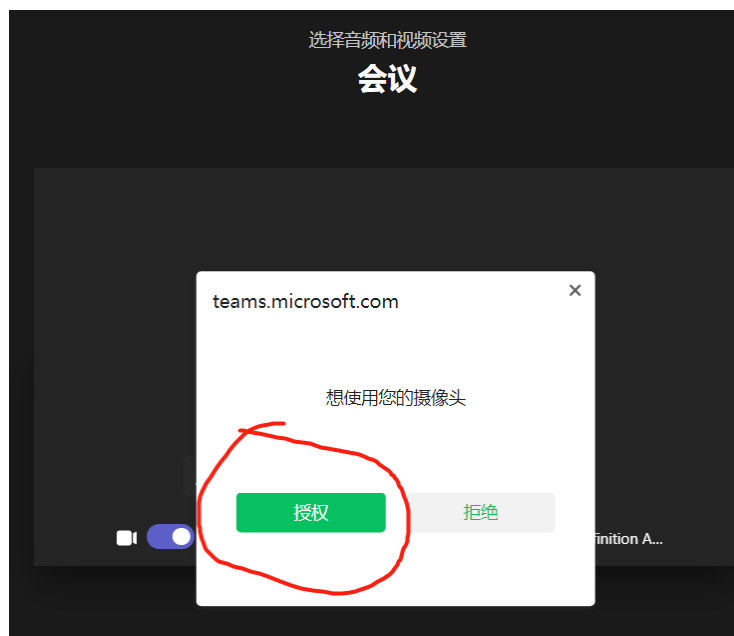 选择音频和视频设置
会议
teams.microsoft.com
想使用您的摄像头
授权 拒绝
finition A...